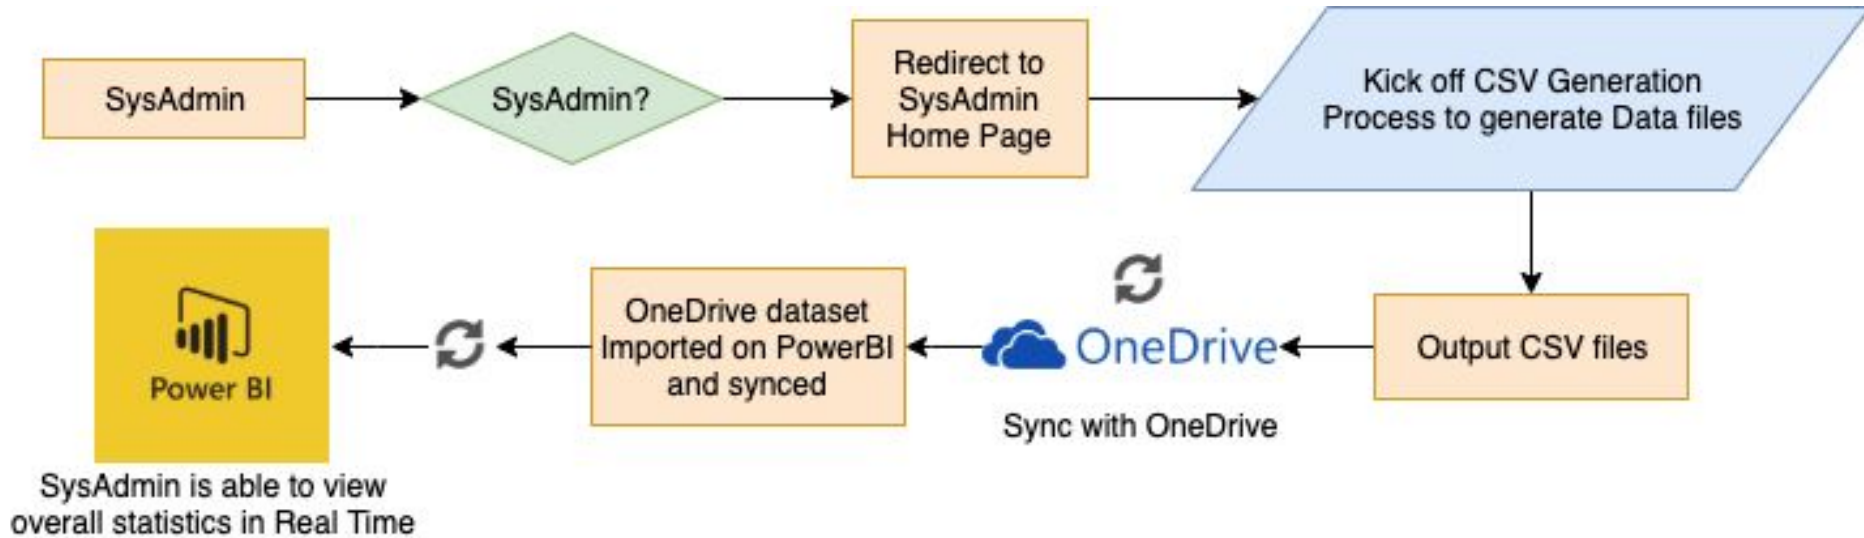 SysAdmin
SysAdmin?
Redirect to
SysAdmin
Home Page
Kick off CSV Generation
Process to generate Data files
Output CSV files
OneDrive
Sync with OneDrive
OneDrive dataset
Imported on PowerBI
and synced
Power BI
SysAdmin is able to view
overall statistics in Real Time